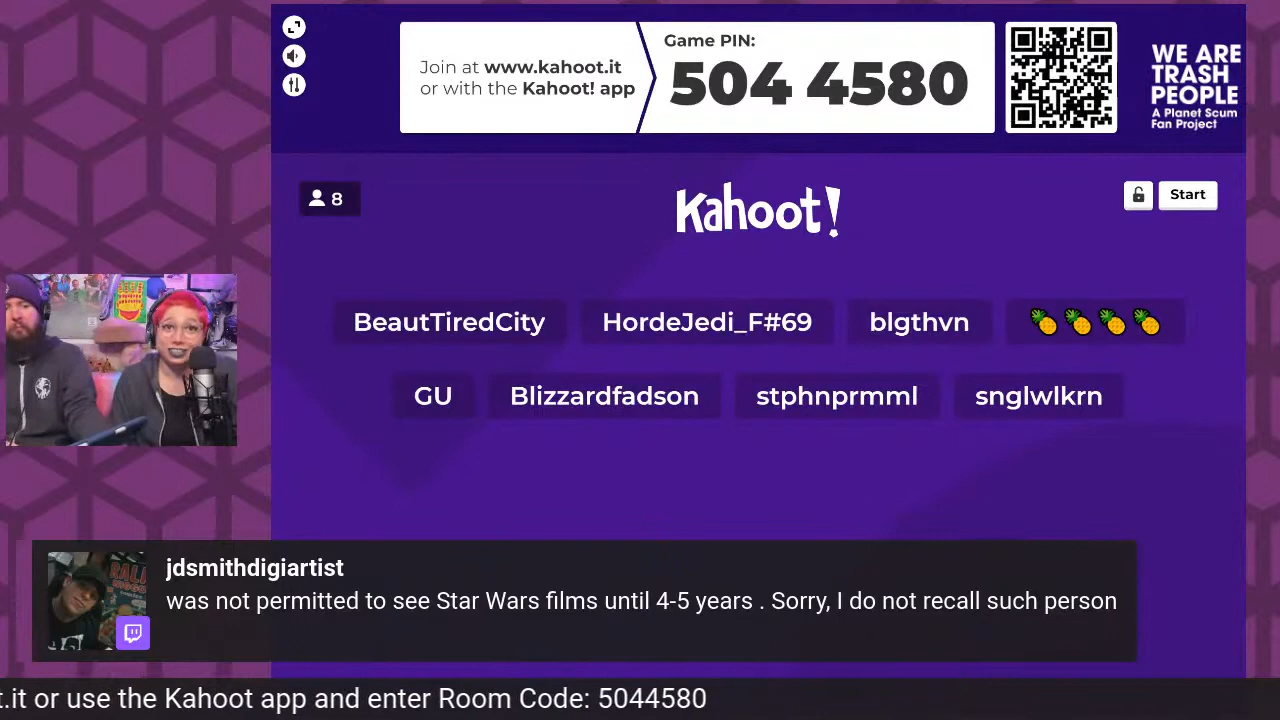 Join at www.kahoot.it
or with the Kahoot! app
Game PIN:
504 4580
WE ARE
TRASH
PEOPLE
A Planet Scum
Fan Project
8
Kahoot!
Start
BeautTiredCity
HordeJedi_F#69
blgthvn
🍍🍍🍍🍍
GU
Blizzardfadson
stphnprmml
snglwlkrn
jdsmithdigiartist
was not permitted to see Star Wars films until 4-5 years . Sorry, I do not recall such person
t.it or use the Kahoot app and enter Room Code: 5044580